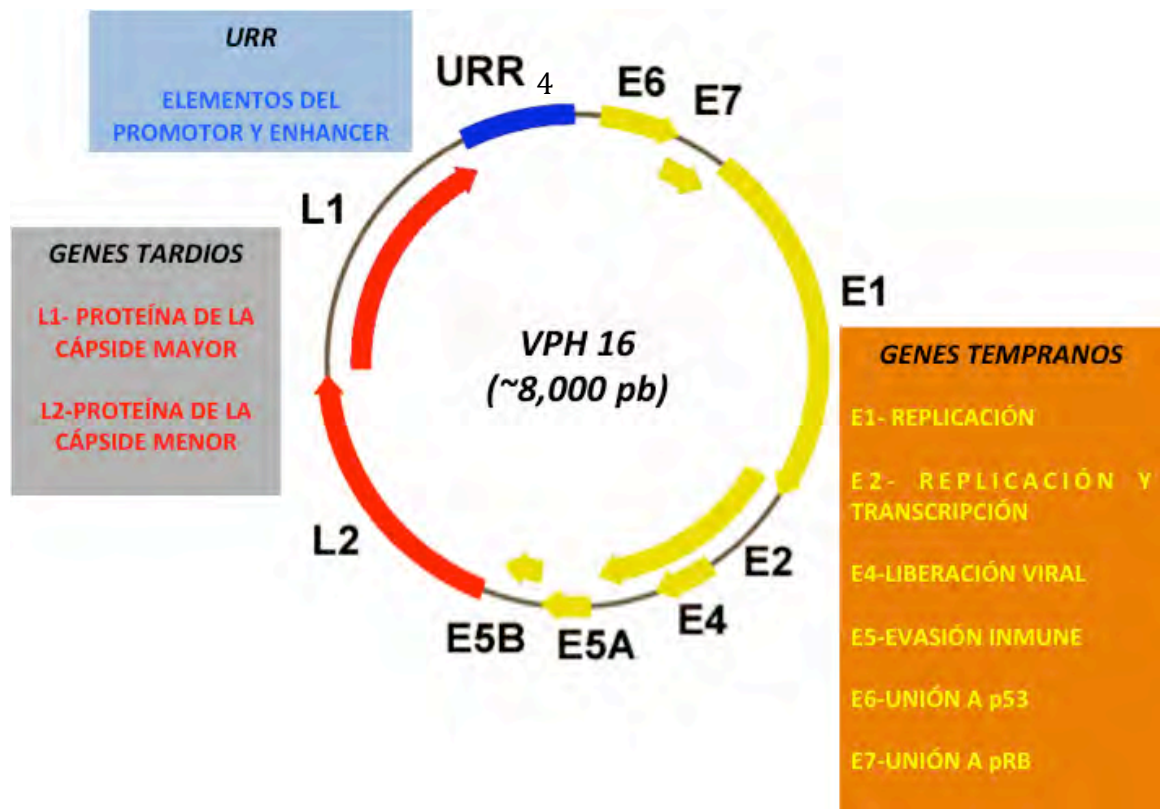 URR
ELEMENTOS DEL
PROMOTOR Y ENHANCER
URR 4
E6
E7
L1
GENES TARDIOS
L1- PROTEÍNA DE LA
CÁPSIDE MAYOR
L2-PROTEÍNA DE LA
CÁPSIDE MENOR
VPH 16
(~8,000 pb)
E1
GENES TEMPRANOS
E1- REPLICACIÓN
E2- REPLICACIÓN Y
TRANSCRIPCIÓN
E4-LIBERACIÓN VIRAL
E5-EVASIÓN INMUNE
E6-UNIÓN A p53
E7-UNIÓN A pRB
L2
E2
E4
E5B
E5A